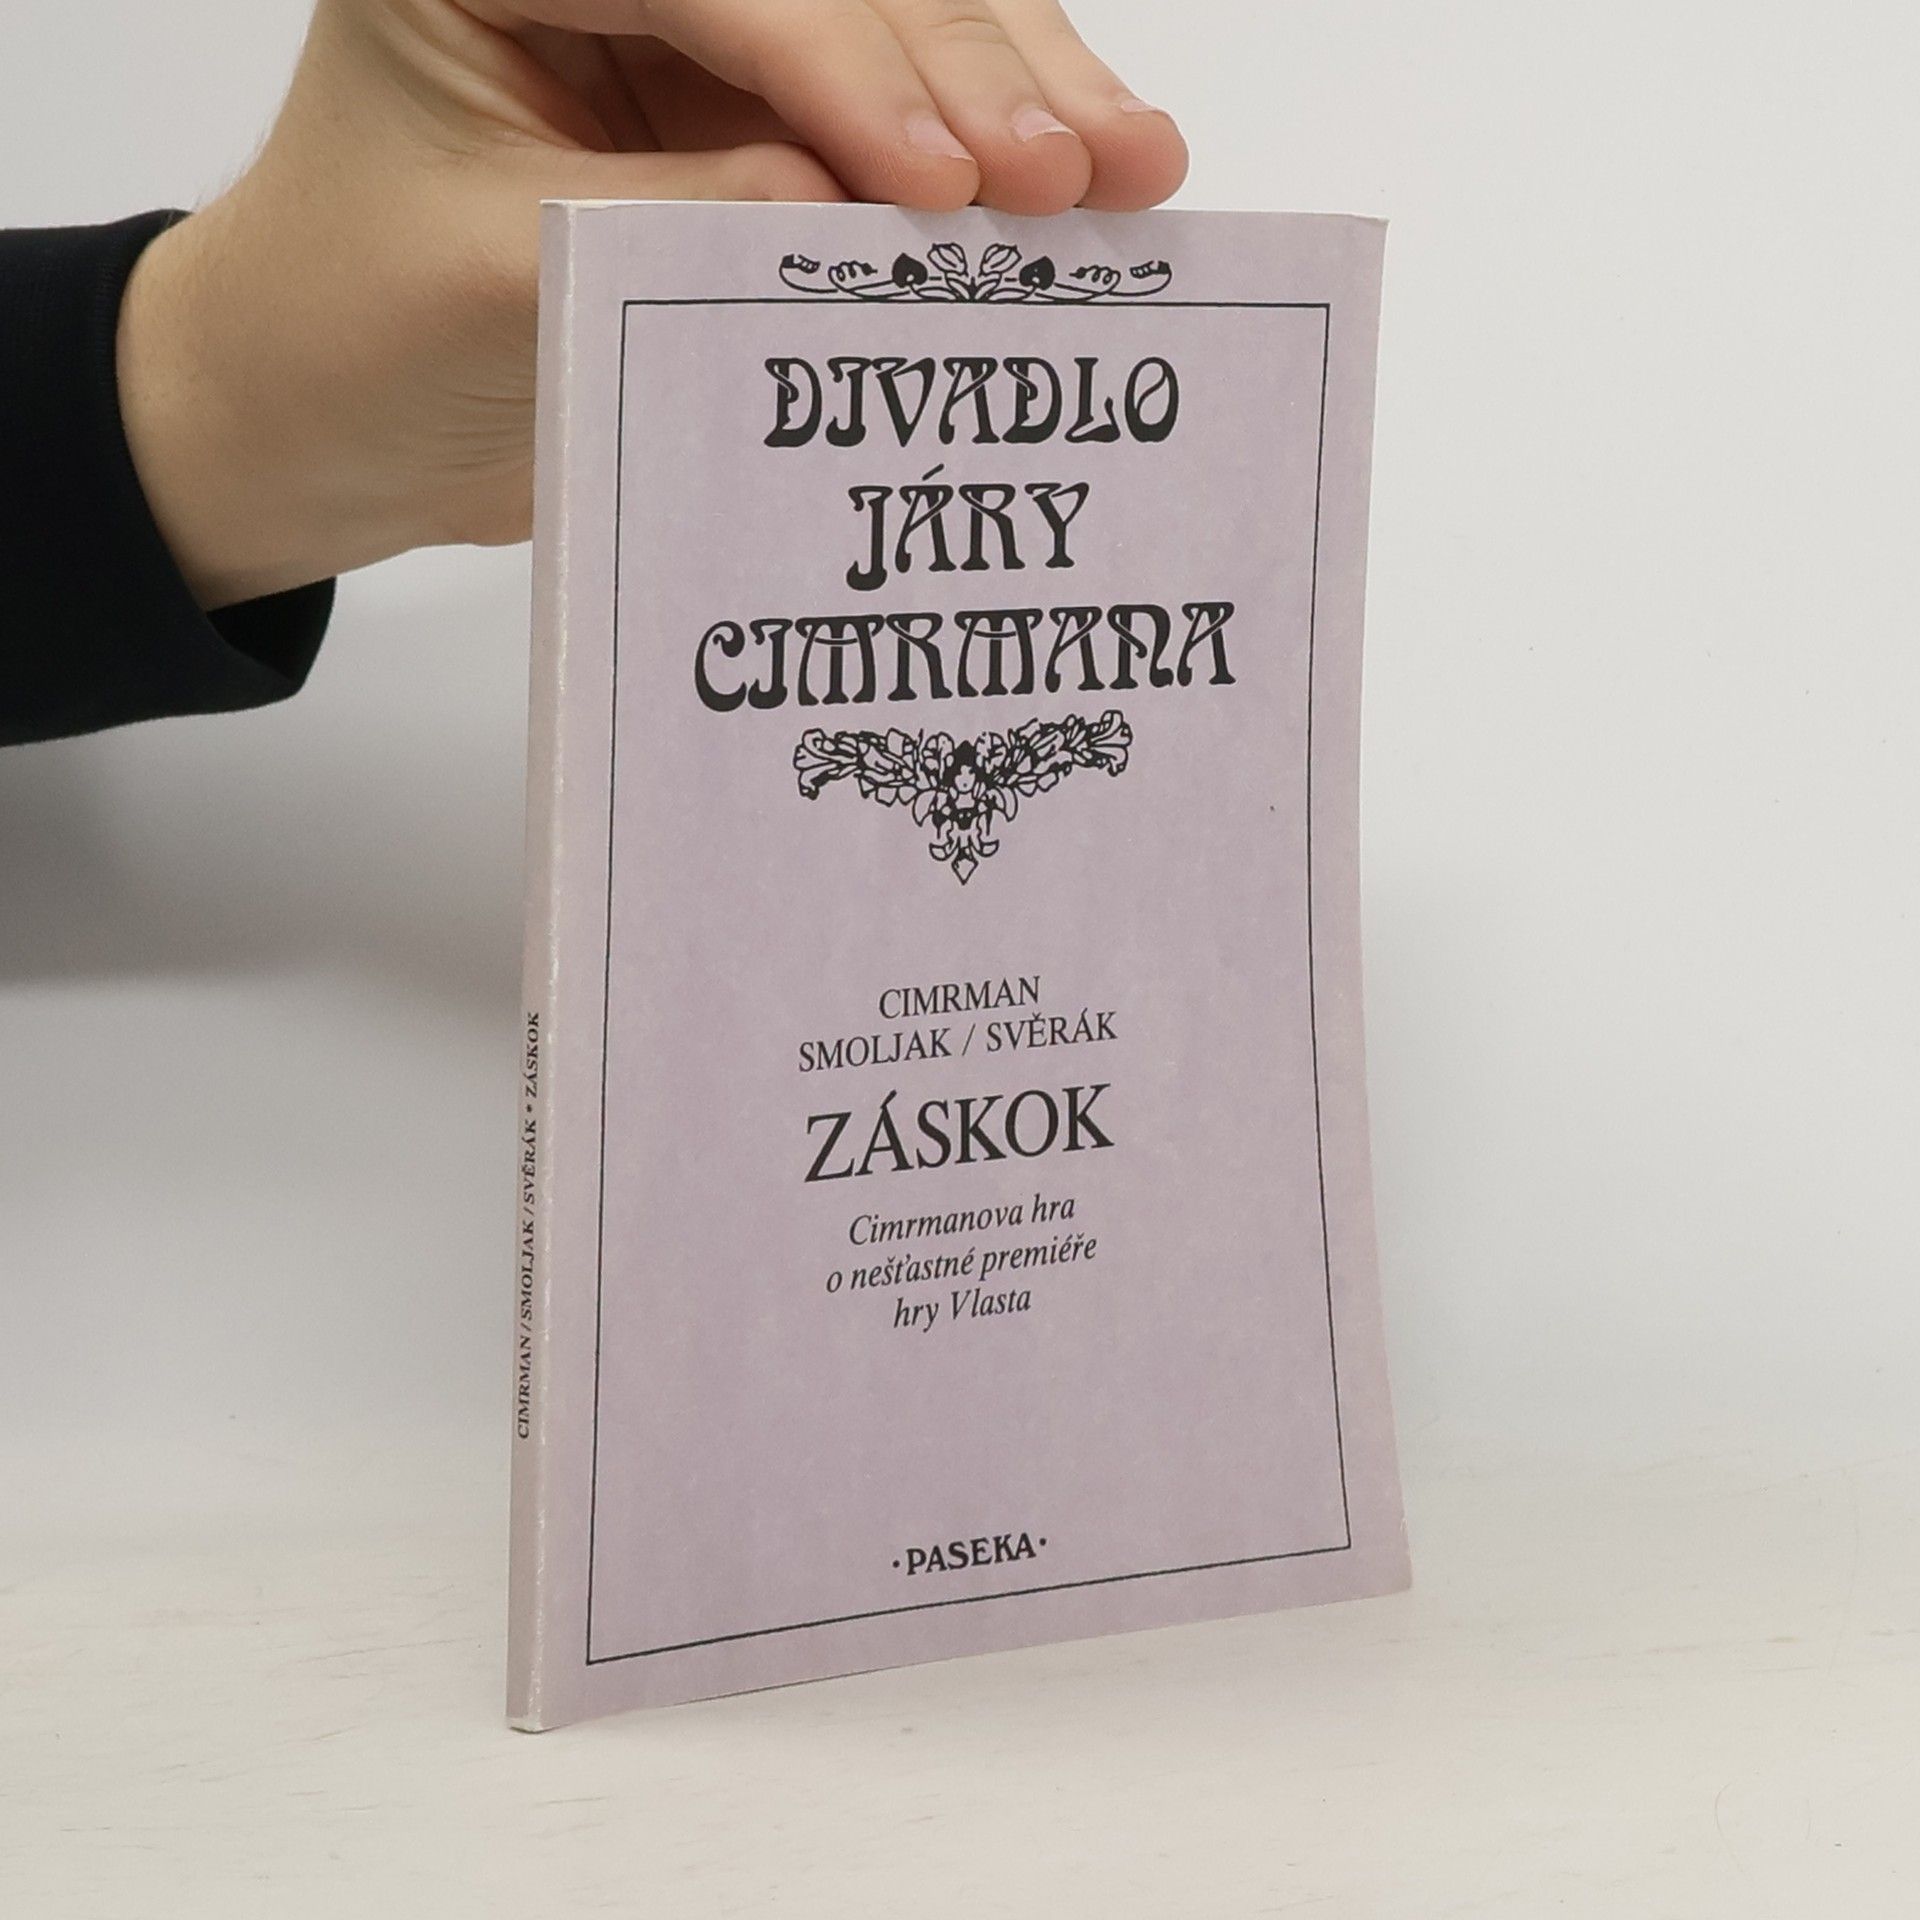 DIVADLO
JÁRY
CIMRMANA
CIMRMAN
SMOLJAK / SVĚRÁK
ZÁSKOK
Cimrmanova hra
o nešťastné premiéře
hry Vlasta
·PASEKA·
CIMRMAN / SMOLJAK / SVĚRÁK * ZÁSKOK